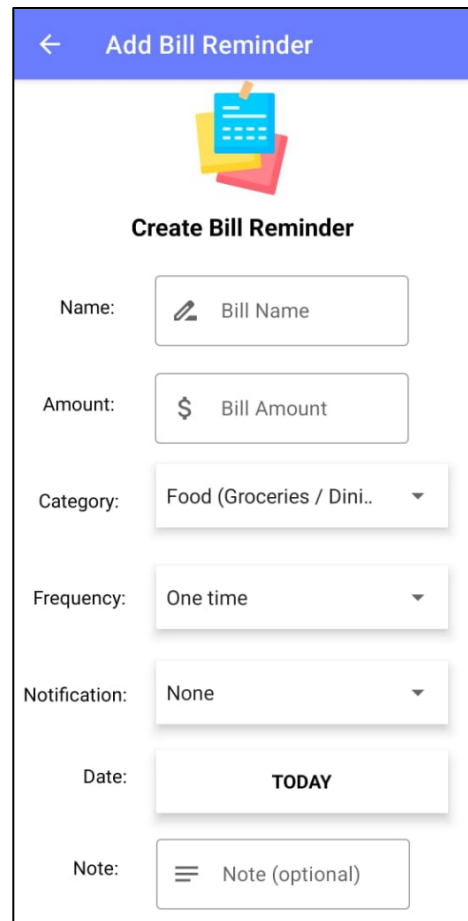 Add Bill Reminder
Create Bill Reminder
Name: Bill Name
Amount: $ Bill Amount
Category: Food (Groceries / Dini..
Frequency: One time
Notification: None
Date: TODAY
Note: Note (optional)